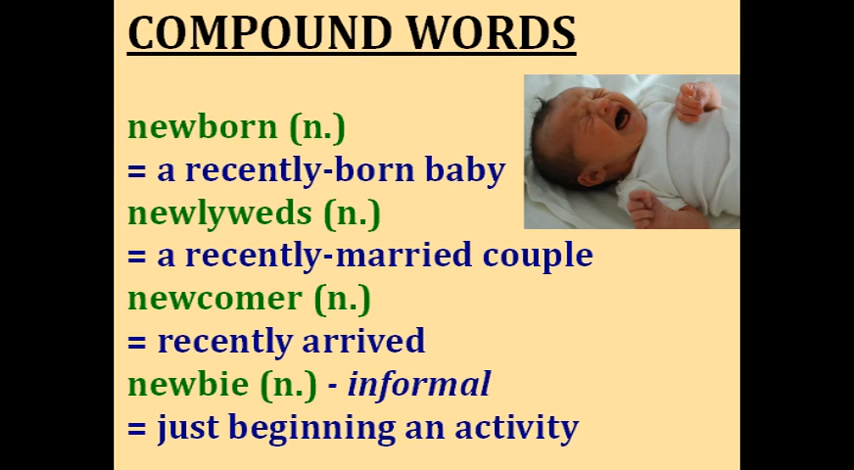 COMPOUND WORDS
newborn (n.)
= a recently-born baby
newlyweds (n.)
= a recently-married couple
newcomer (n.)
= recently arrived
newbie (n.) - informal
= just beginning an activity